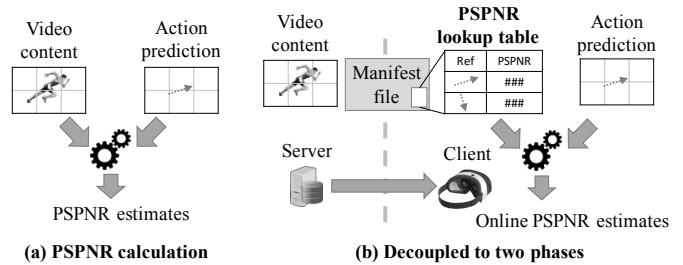 Video
content
Action
prediction
PSPNR estimates
(a) PSPNR calculation
Video
content
Manifest
file
PSPNR
lookup table
Ref PSPNR
###
###
Action
prediction
Server
Client
Online PSPNR estimates
(b) Decoupled to two phases